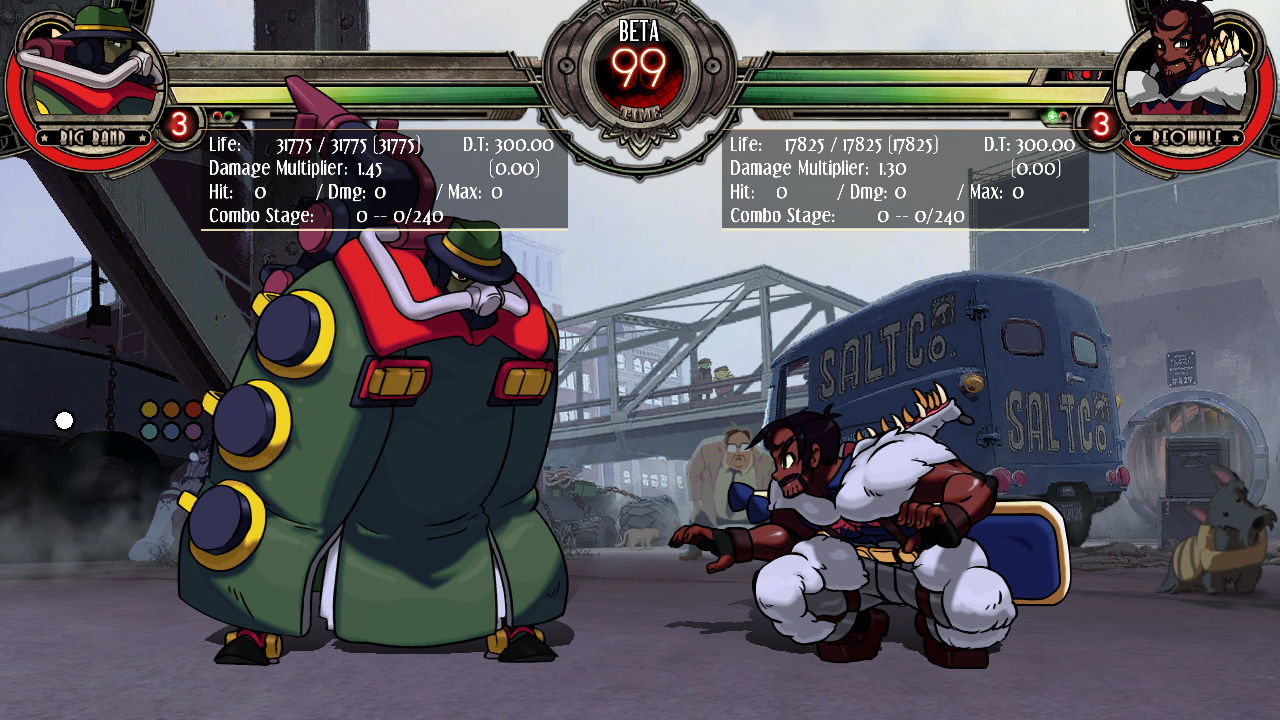 BETA
99
TIME
BIG BAND
3
3
BEOWULF
Life: 31775 / 31775 (31775) D.T: 300.00
Damage Multiplier: 1.45 (0.00)
Hit: 0 / Dmg: 0 / Max: 0
Combo Stage: 0 -- 0/240
Life: 17825 / 17825 (17825) D.T: 300.00
Damage Multiplier: 1.30 (0.00)
Hit: 0 / Dmg: 0 / Max: 0
Combo Stage: 0 -- 0/240
SALTCo.
SALTCo.